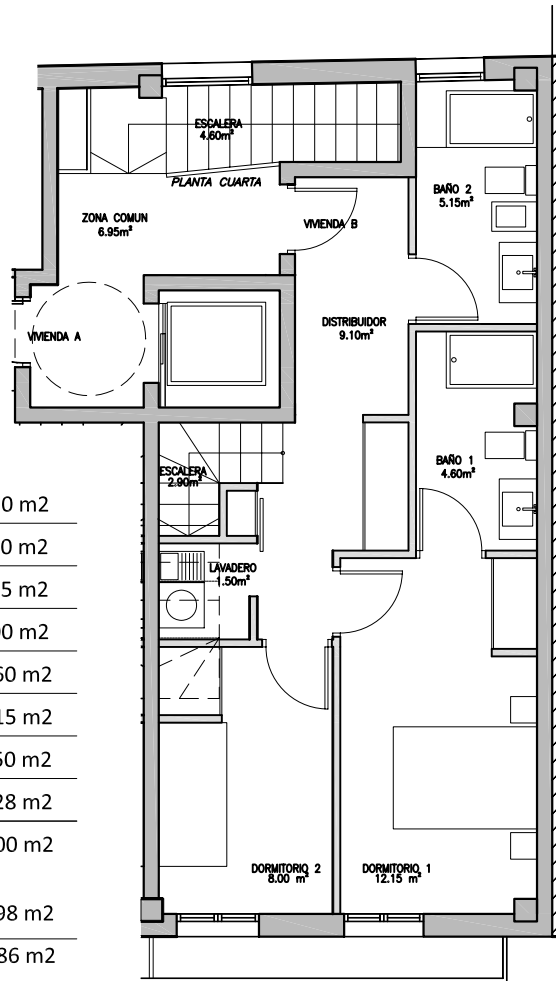 ESCALERA
4.60m²
PLANTA CUARTA
BAÑO 2
5.15m²
ZONA COMUN
6.95m²
VIVIENDA B
DISTRIBUIDOR
9.10m²
VIVIENDA A
BAÑO 1
4.60m²
ESCALERA
2.90m²
LAVADERO
1.50m²
DORMITORIO 2
8.00 m²
DORMITORIO 1
12.15 m²
0 m2
0 m2
5 m2
00 m2
60 m2
15 m2
50 m2
28 m2
00 m2
98 m2
86 m2